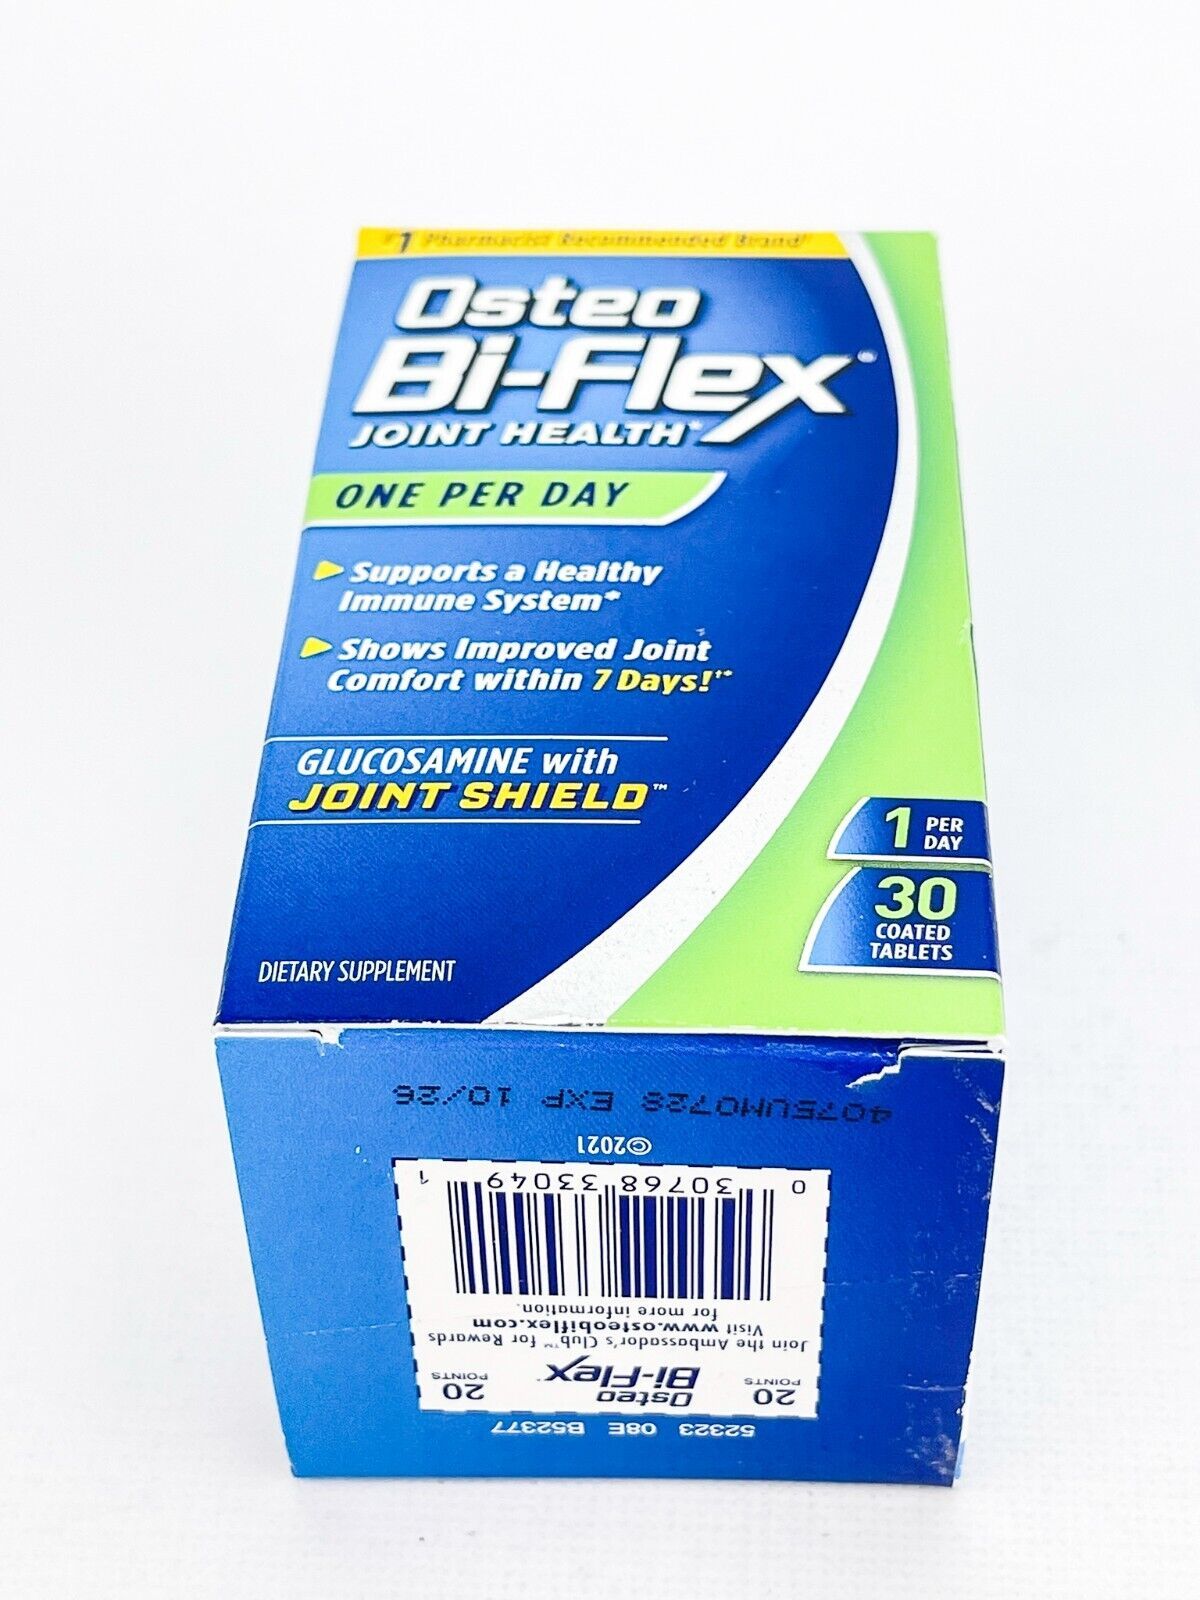 #1 Pharmacist Recommended Brand
Osteo
Bi-Flex®
JOINT HEALTH*
ONE PER DAY
Supports a Healthy
Immune System*
Shows Improved Joint
Comfort within 7 Days!†*
GLUCOSAMINE with
JOINT SHIELD™
1 PER DAY
30
COATED
TABLETS
DIETARY SUPPLEMENT
4075UM0728 EXP 10/26
©2021
0 30768 33049 1
52323 08E B52377
20 POINTS
Osteo
Bi-Flex®
20 POINTS
Join the Ambassador's Club™ for Rewards
Visit www.osteobiflex.com
for more information.